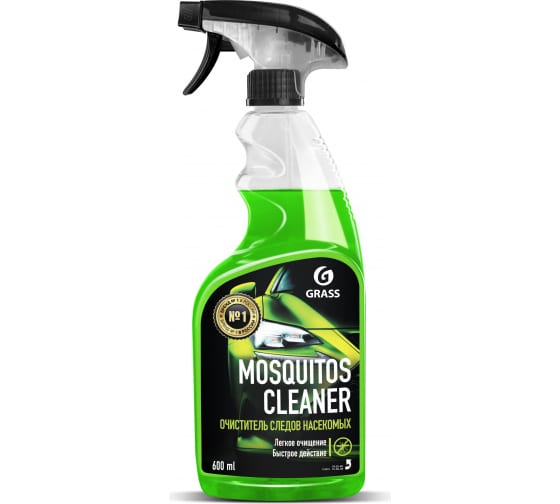 GRASS
№1
MOSQUITOS
CLEANER
ОЧИСТИТЕЛЬ СЛЕДОВ НАСЕКОМЫХ
Легкое очищение
Быстрое действие
600 ml